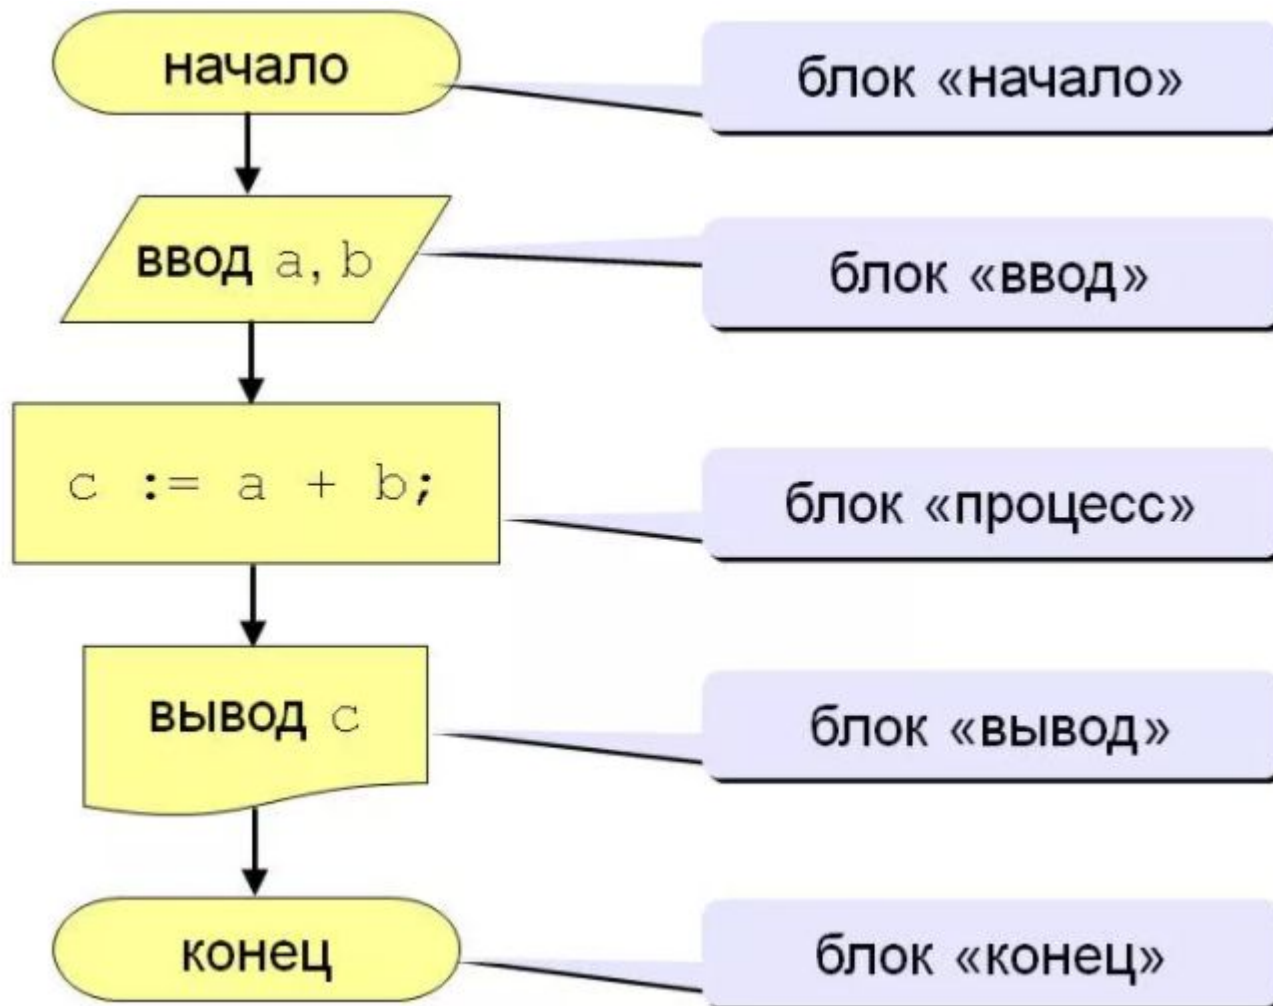 начало
блок «начало»
ввод a, b
блок «ввод»
c := a + b;
блок «процесс»
вывод c
блок «вывод»
конец
блок «конец»